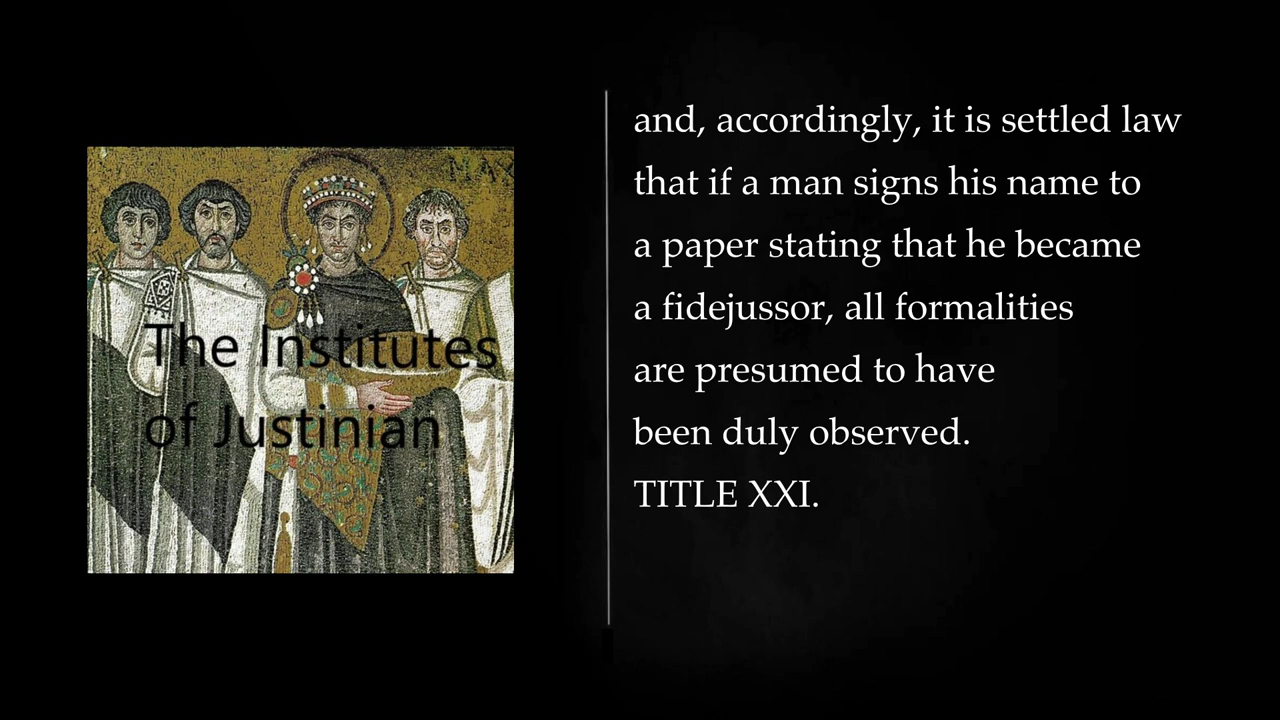 The Institutes
of Justinian
and, accordingly, it is settled law
that if a man signs his name to
a paper stating that he became
a fidejussor, all formalities
are presumed to have
been duly observed.
TITLE XXI.